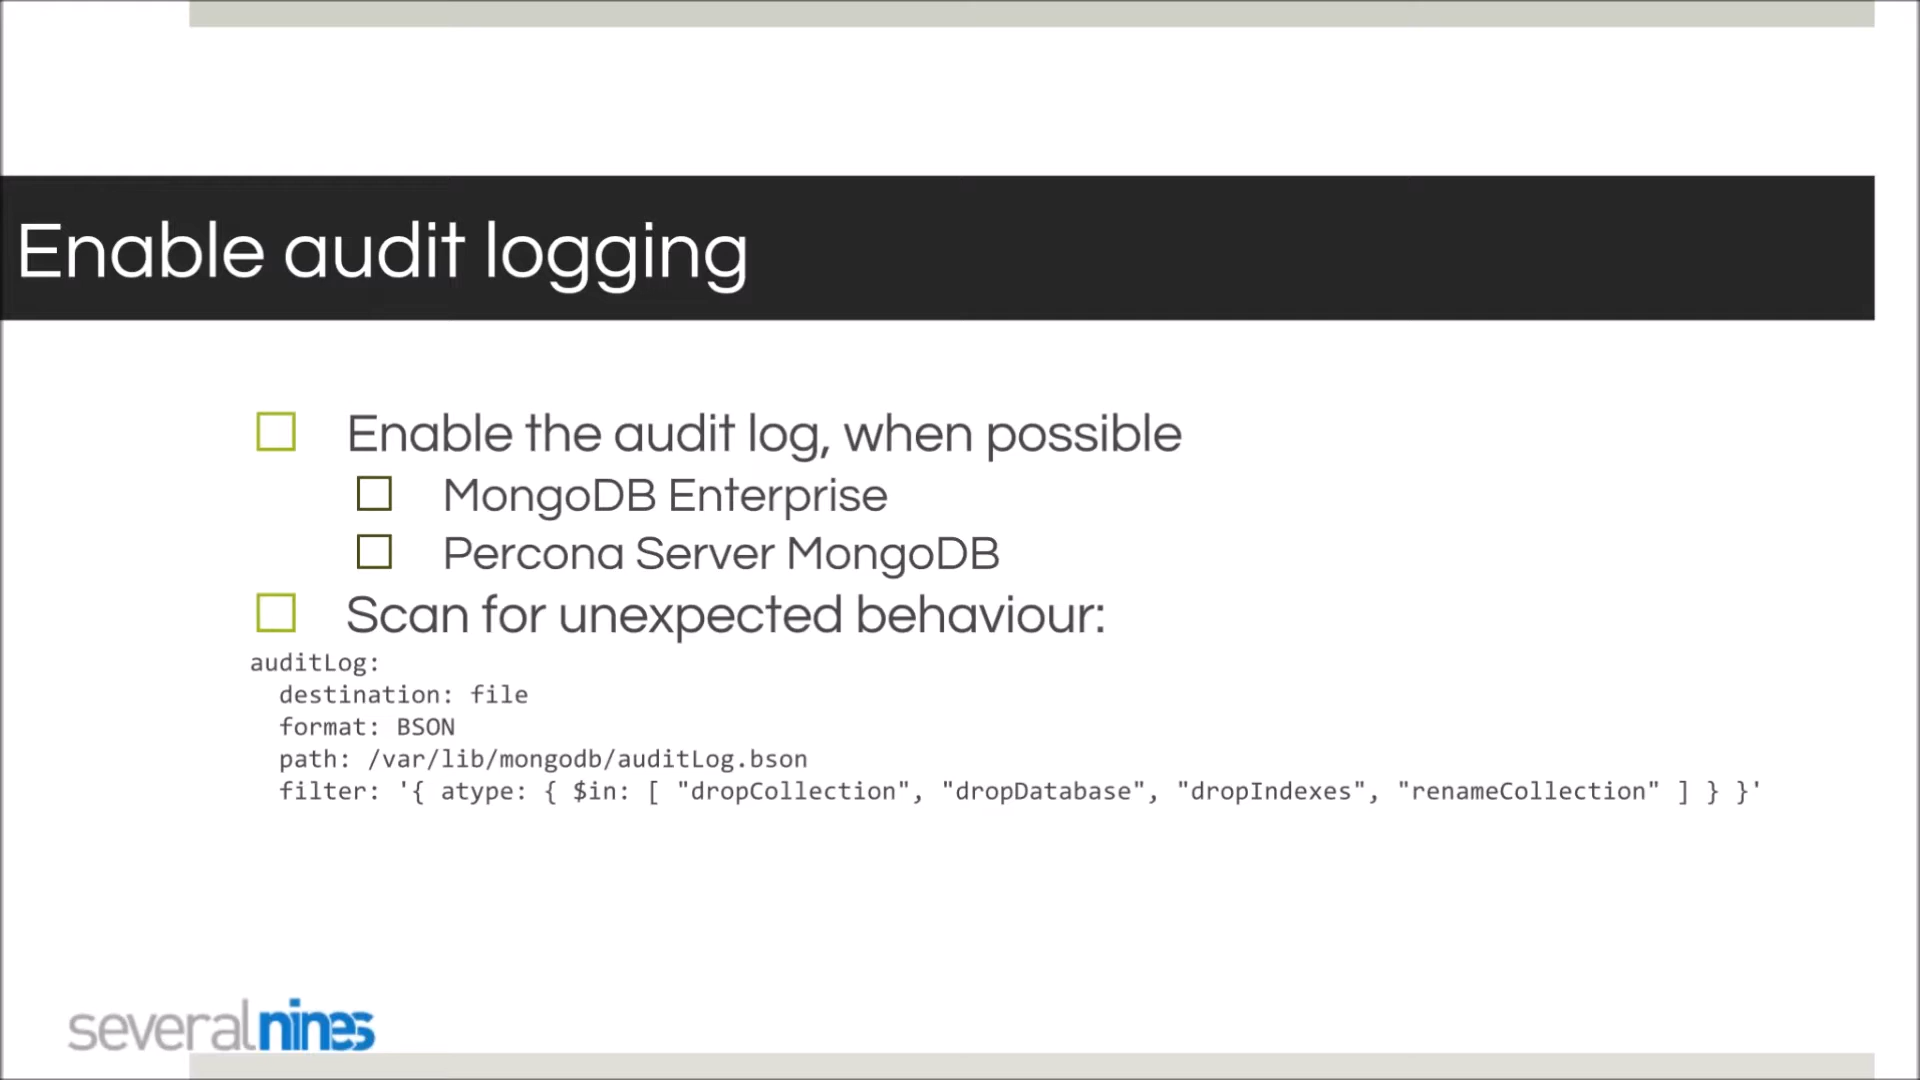 Enable audit logging
Enable the audit log, when possible
MongoDB Enterprise
Percona Server MongoDB
Scan for unexpected behaviour:
auditLog:
  destination: file
  format: BSON
  path: /var/lib/mongodb/auditLog.bson
  filter: '{ atype: { $in: [ "dropCollection", "dropDatabase", "dropIndexes", "renameCollection" ] } }'
severalnines